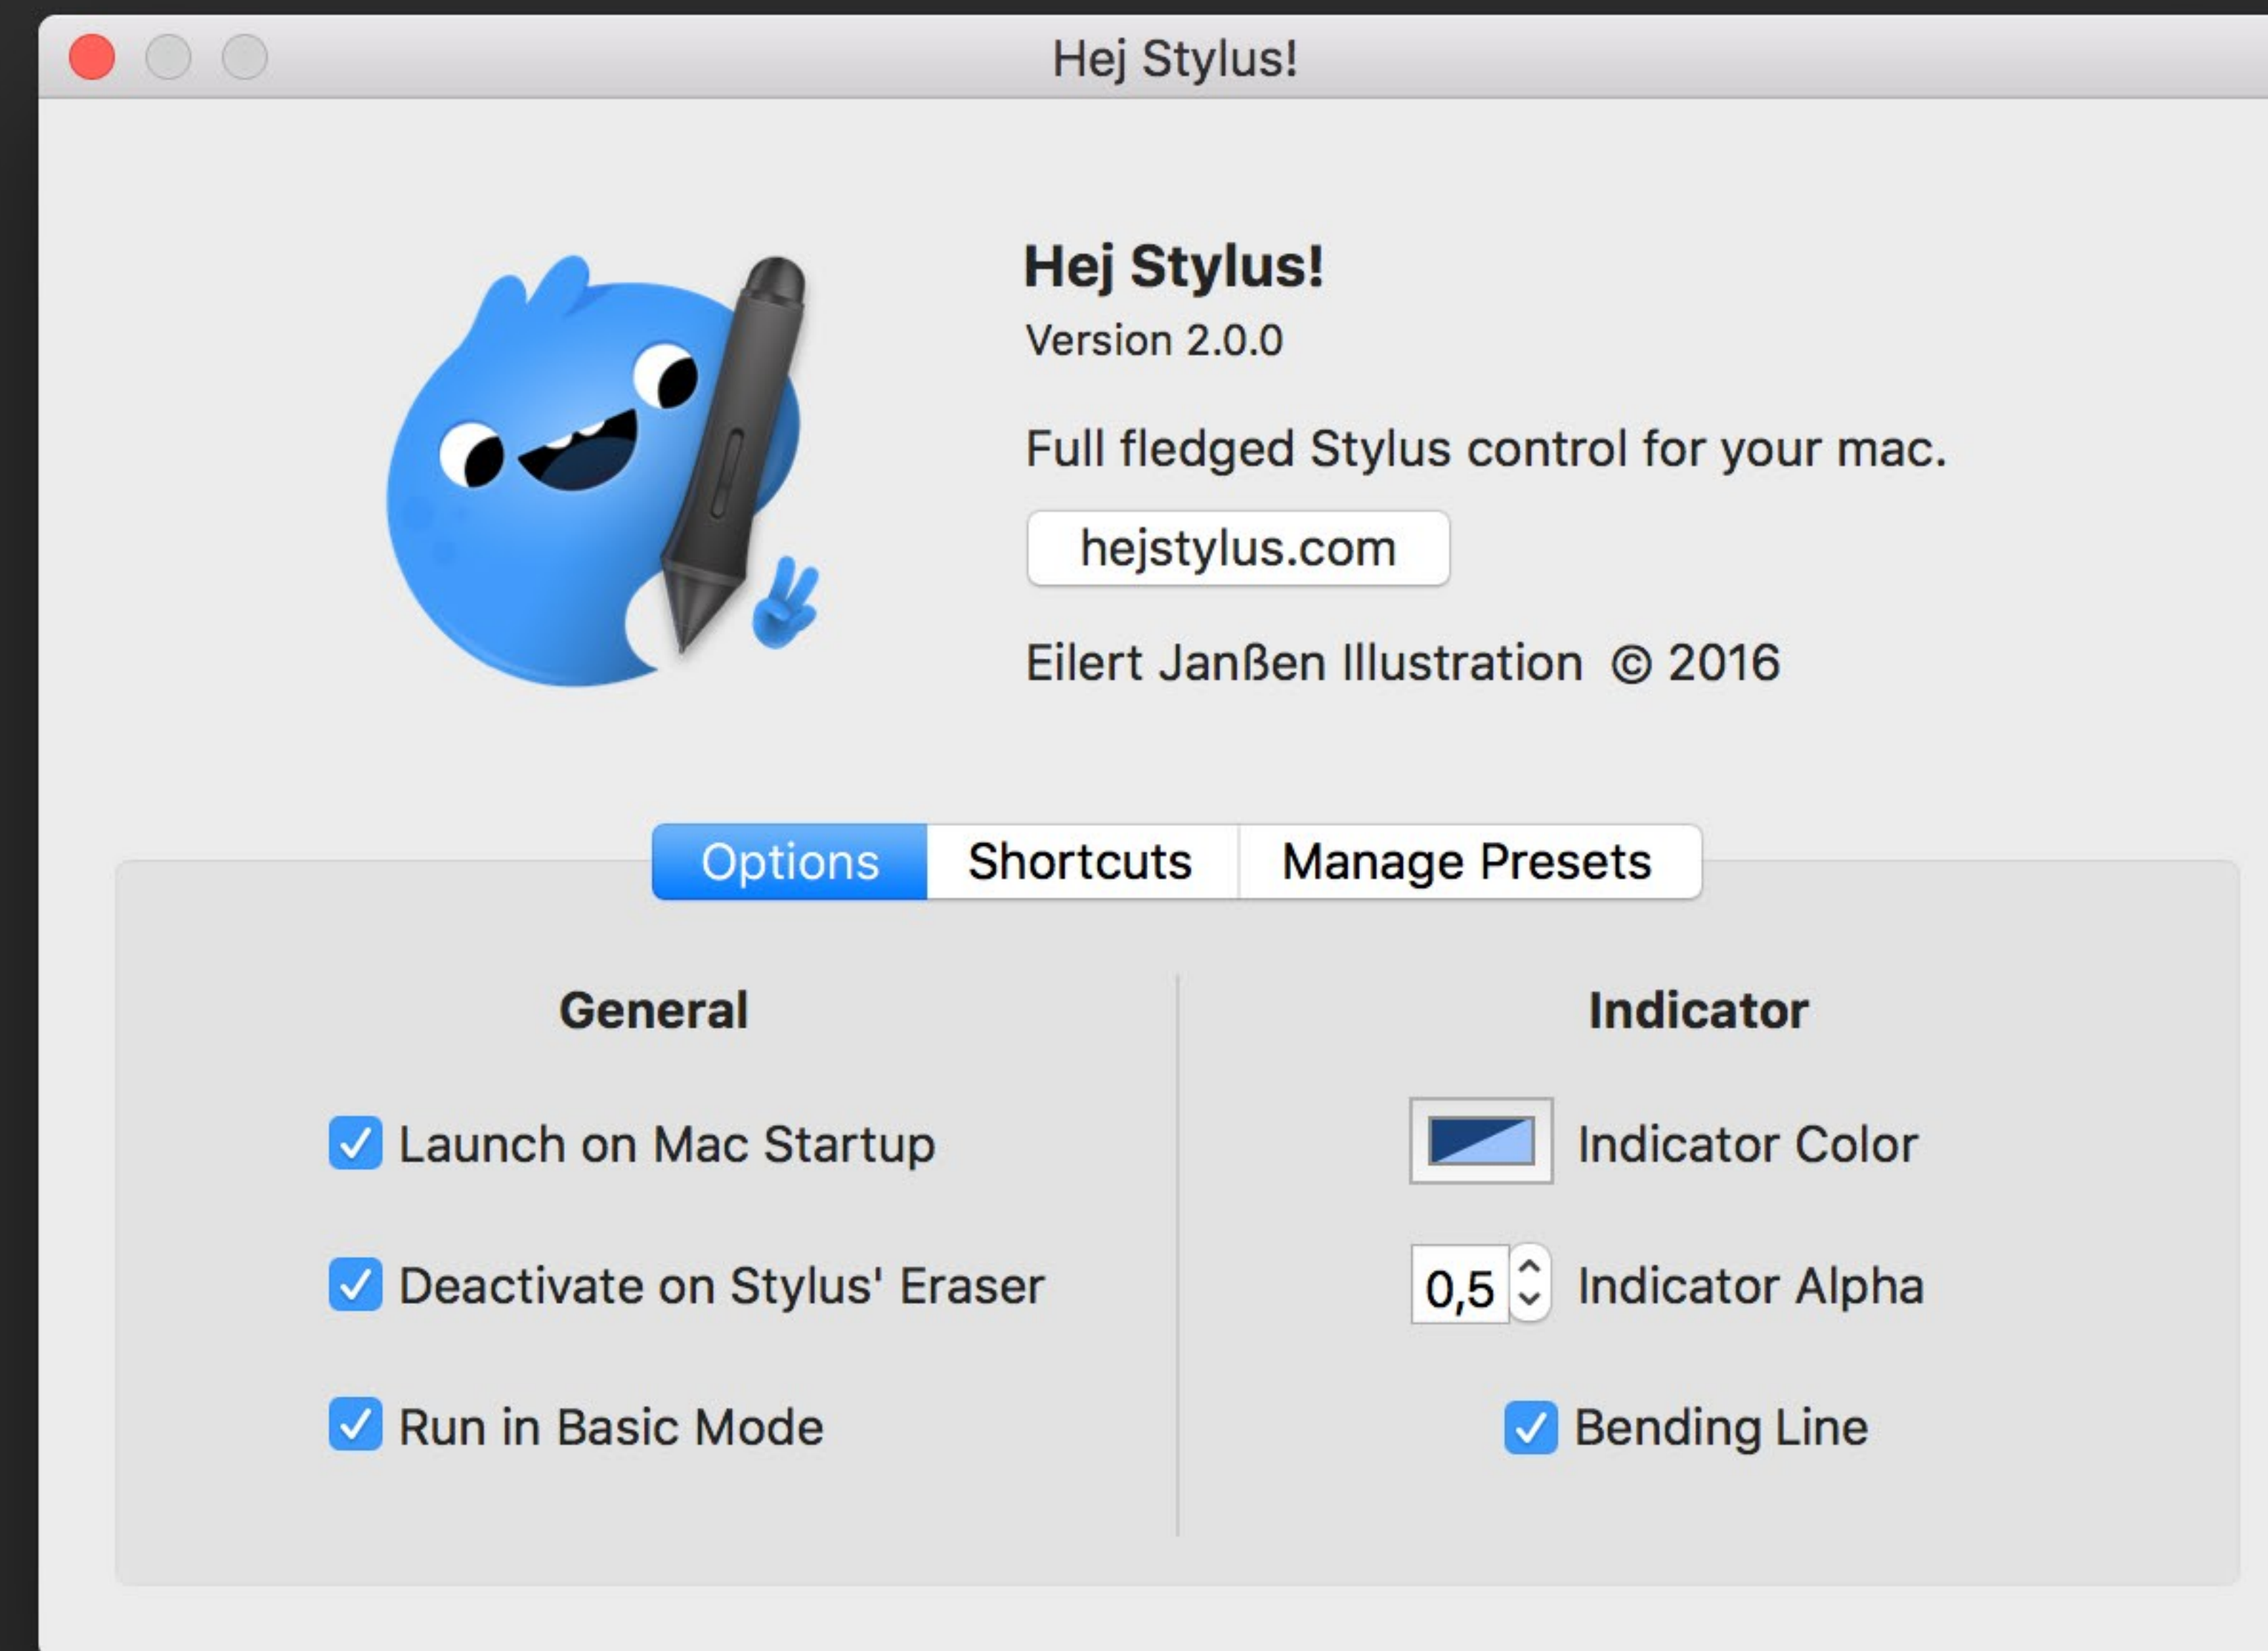 Hej Stylus!
Hej Stylus!
Version 2.0.0
Full fledged Stylus control for your mac.
hejstylus.com
Eilert Janßen Illustration © 2016
Options Shortcuts Manage Presets
General
Launch on Mac Startup
Deactivate on Stylus' Eraser
Run in Basic Mode
Indicator
Indicator Color
0,5 Indicator Alpha
Bending Line